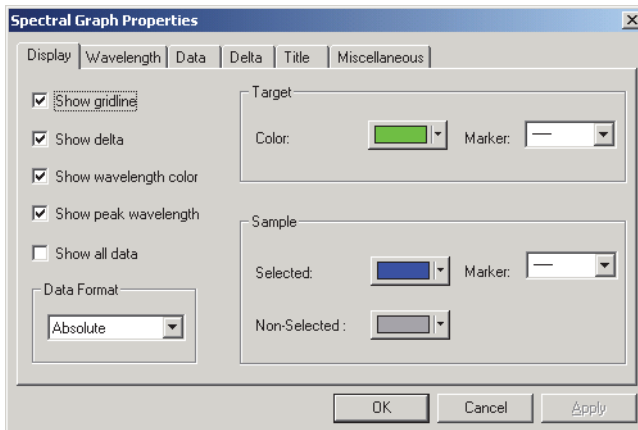 Spectral Graph Properties
Display Wavelength Data Delta Title Miscellaneous
Show gridline
Show delta
Show wavelength color
Show peak wavelength
Show all data
Data Format
Absolute
Target
Color: Marker:
Sample
Selected: Marker:
Non-Selected :
OK Cancel Apply